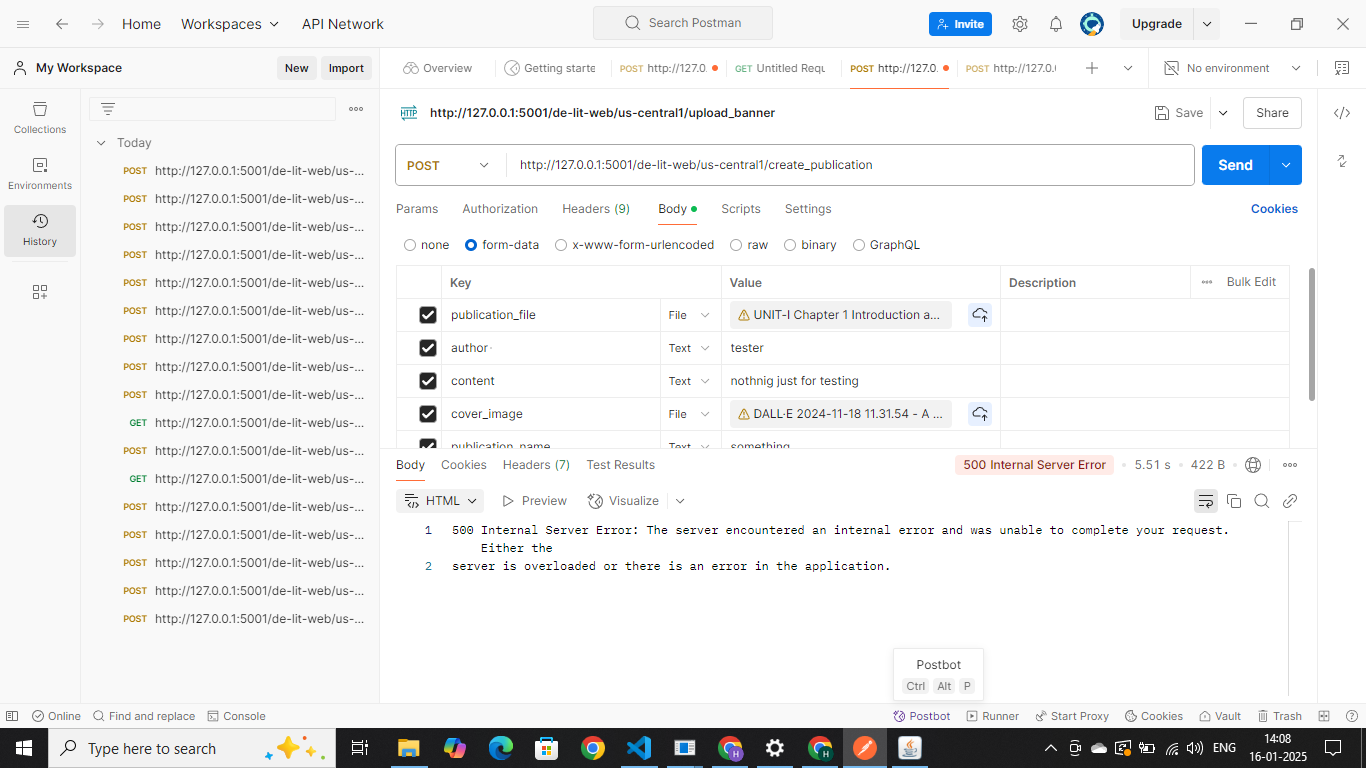 Home
Workspaces
API Network
Search Postman
Invite
Upgrade
My Workspace
New
Import
Overview
Getting starte
POST http://127.0.
GET Untitled Requ
POST http://127.0.
POST http://127.0.(
No environment
Collections
Environments
History
Today
POST http://127.0.0.1:5001/de-lit-web/us-...
POST http://127.0.0.1:5001/de-lit-web/us-...
POST http://127.0.0.1:5001/de-lit-web/us-...
POST http://127.0.0.1:5001/de-lit-web/us-...
POST http://127.0.0.1:5001/de-lit-web/us-...
POST http://127.0.0.1:5001/de-lit-web/us-...
POST http://127.0.0.1:5001/de-lit-web/us-...
POST http://127.0.0.1:5001/de-lit-web/us-...
POST http://127.0.0.1:5001/de-lit-web/us-...
GET http://127.0.0.1:5001/de-lit-web/us-...
POST http://127.0.0.1:5001/de-lit-web/us-...
GET http://127.0.0.1:5001/de-lit-web/us-...
POST http://127.0.0.1:5001/de-lit-web/us-...
POST http://127.0.0.1:5001/de-lit-web/us-...
POST http://127.0.0.1:5001/de-lit-web/us-...
POST http://127.0.0.1:5001/de-lit-web/us-...
POST http://127.0.0.1:5001/de-lit-web/us-...
HTTP http://127.0.0.1:5001/de-lit-web/us-central1/upload_banner
Save
Share
POST
http://127.0.0.1:5001/de-lit-web/us-central1/create_publication
Send
Params
Authorization
Headers (9)
Body
Scripts
Settings
Cookies
none
form-data
x-www-form-urlencoded
raw
binary
GraphQL
Key
Value
Description
Bulk Edit
publication_file File UNIT-I Chapter 1 Introduction a...
author Text tester
content Text nothnig just for testing
cover_image File DALL·E 2024-11-18 11.31.54 - A ...
publication_name Text something
Body
Cookies
Headers (7)
Test Results
500 Internal Server Error
5.51 s
422 B
HTML
Preview
Visualize
1 500 Internal Server Error: The server encountered an internal error and was unable to complete your request.
Either the
2 server is overloaded or there is an error in the application.
Postbot
Ctrl Alt P
Online
Find and replace
Console
Postbot
Runner
Start Proxy
Cookies
Vault
Trash
Type here to search
H
H
ENG
14:08
16-01-2025